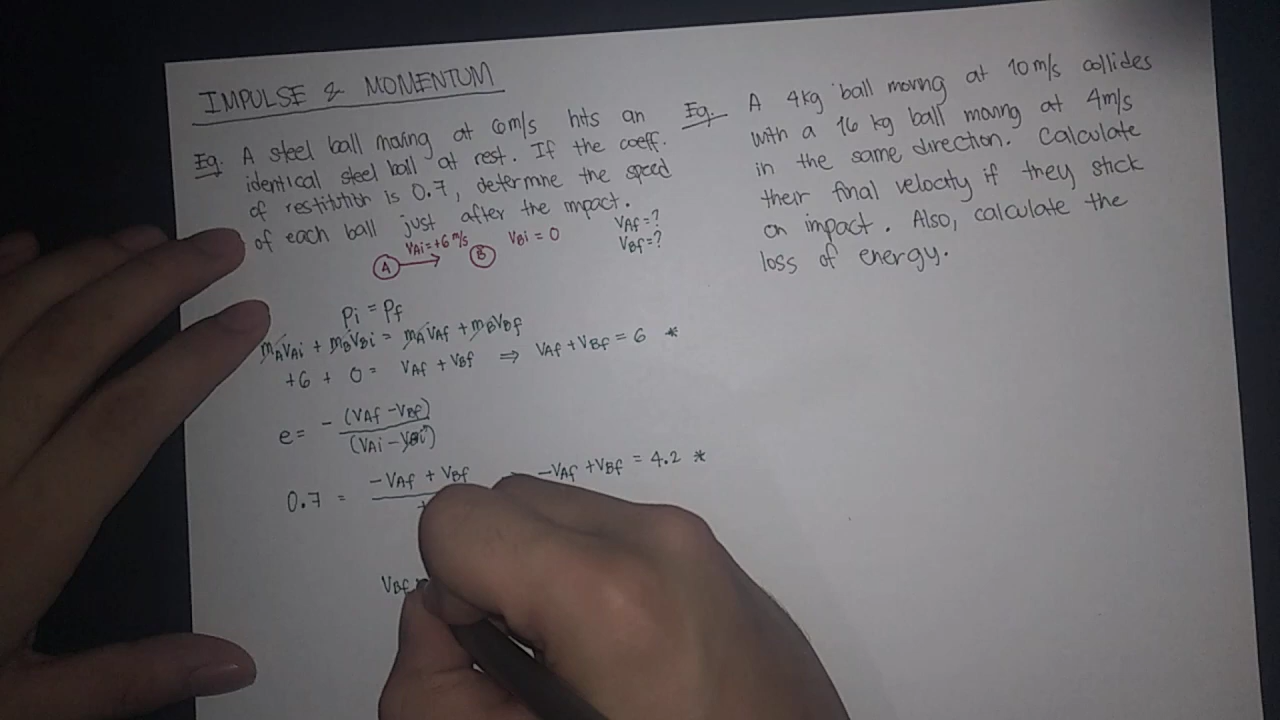 IMPULSE & MOMENTUM
Eg. A steel ball moving at 6m/s hits an
identical steel ball at rest. If the coeff.
of restitution is 0.7, determine the speed
of each ball just after the impact.
VAi=+6 m/s
VBi = 0
VAf = ?
VBf = ?
A
B
Pi = Pf
mAVAi + mBVBi = mAVAf + mBVBf
+6 + 0 = VAf + VBf ⇒ VAf + VBf = 6 *
e = - (VAf - VBf)
(VAi - VBi)
0.7 = -VAf + VBf -VAf + VBf = 4.2 *
VBf
Eg. A 4kg ball moving at 10m/s collides
with a 16 kg ball moving at 4m/s
in the same direction. Calculate
their final velocity if they stick
on impact. Also, calculate the
loss of energy.